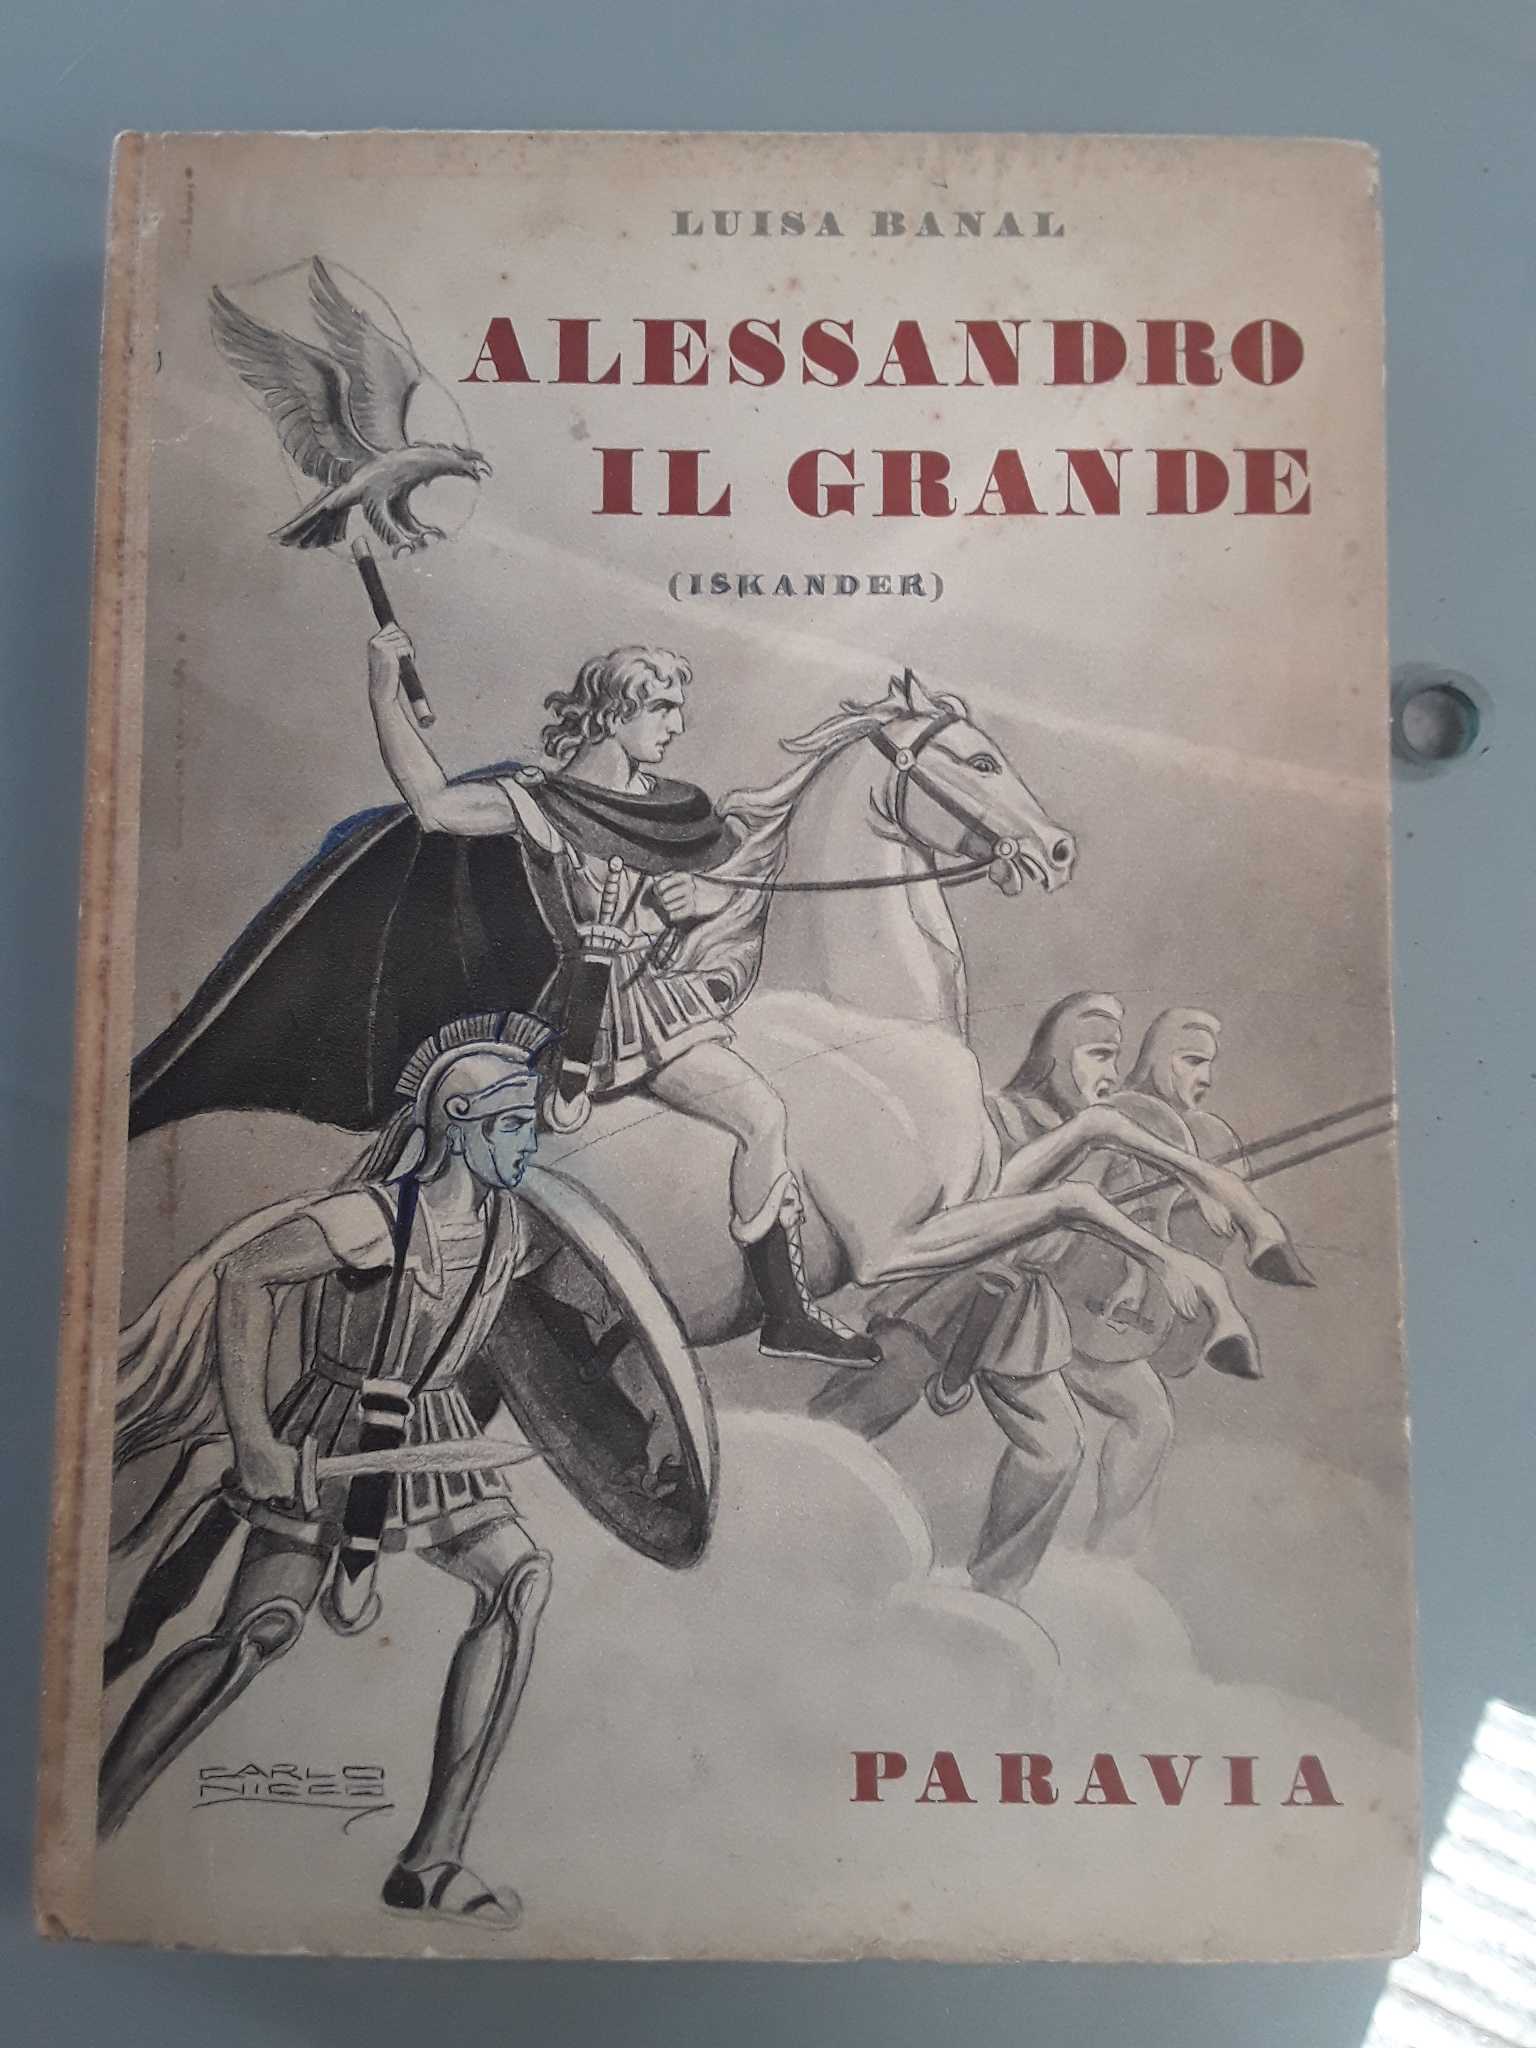 LUISA BANAL
ALESSANDRO
IL GRANDE
(ISKANDER)
CARLO
NICCO
PARAVIA